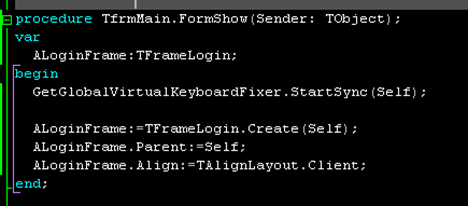 procedure TfrmMain.FormShow(Sender: TObject);
var
  ALoginFrame:TFrameLogin;
begin
  GetGlobalVirtualKeyboardFixer.StartSync(Self);

  ALoginFrame:=TFrameLogin.Create(Self);
  ALoginFrame.Parent:=Self;
  ALoginFrame.Align:=TAlignLayout.Client;
end;